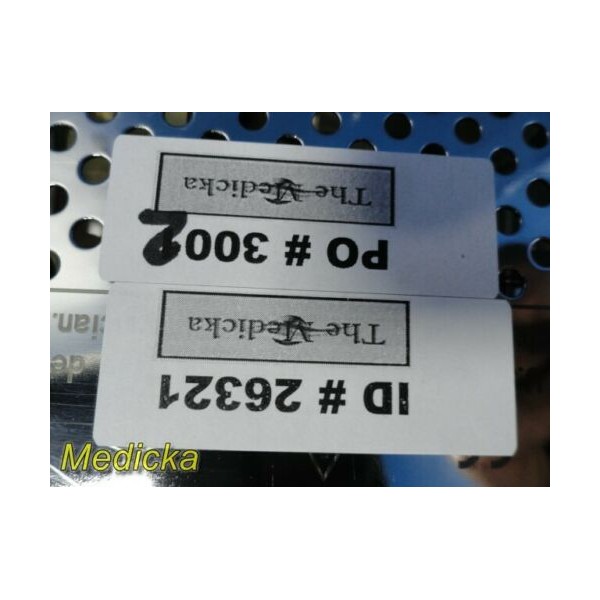 ID # 26321
The Medicka
PO # 3002
The Medicka
Medicka